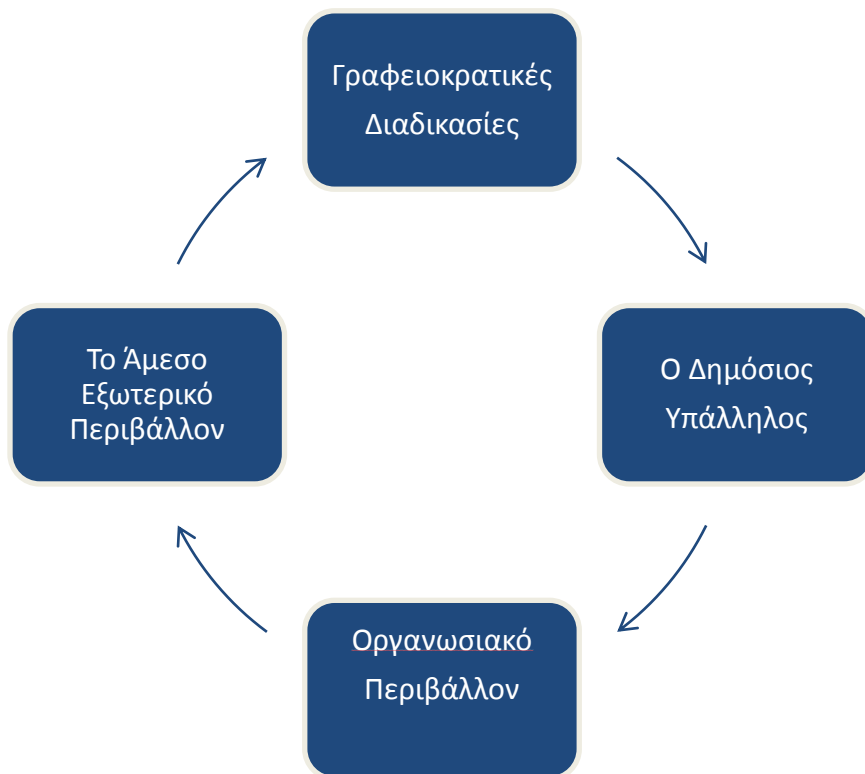 Γραφειοκρατικές
Διαδικασίες
Ο Δημόσιος
Υπάλληλος
Οργανωσιακό
Περιβάλλον
Το Άμεσο
Εξωτερικό
Περιβάλλον